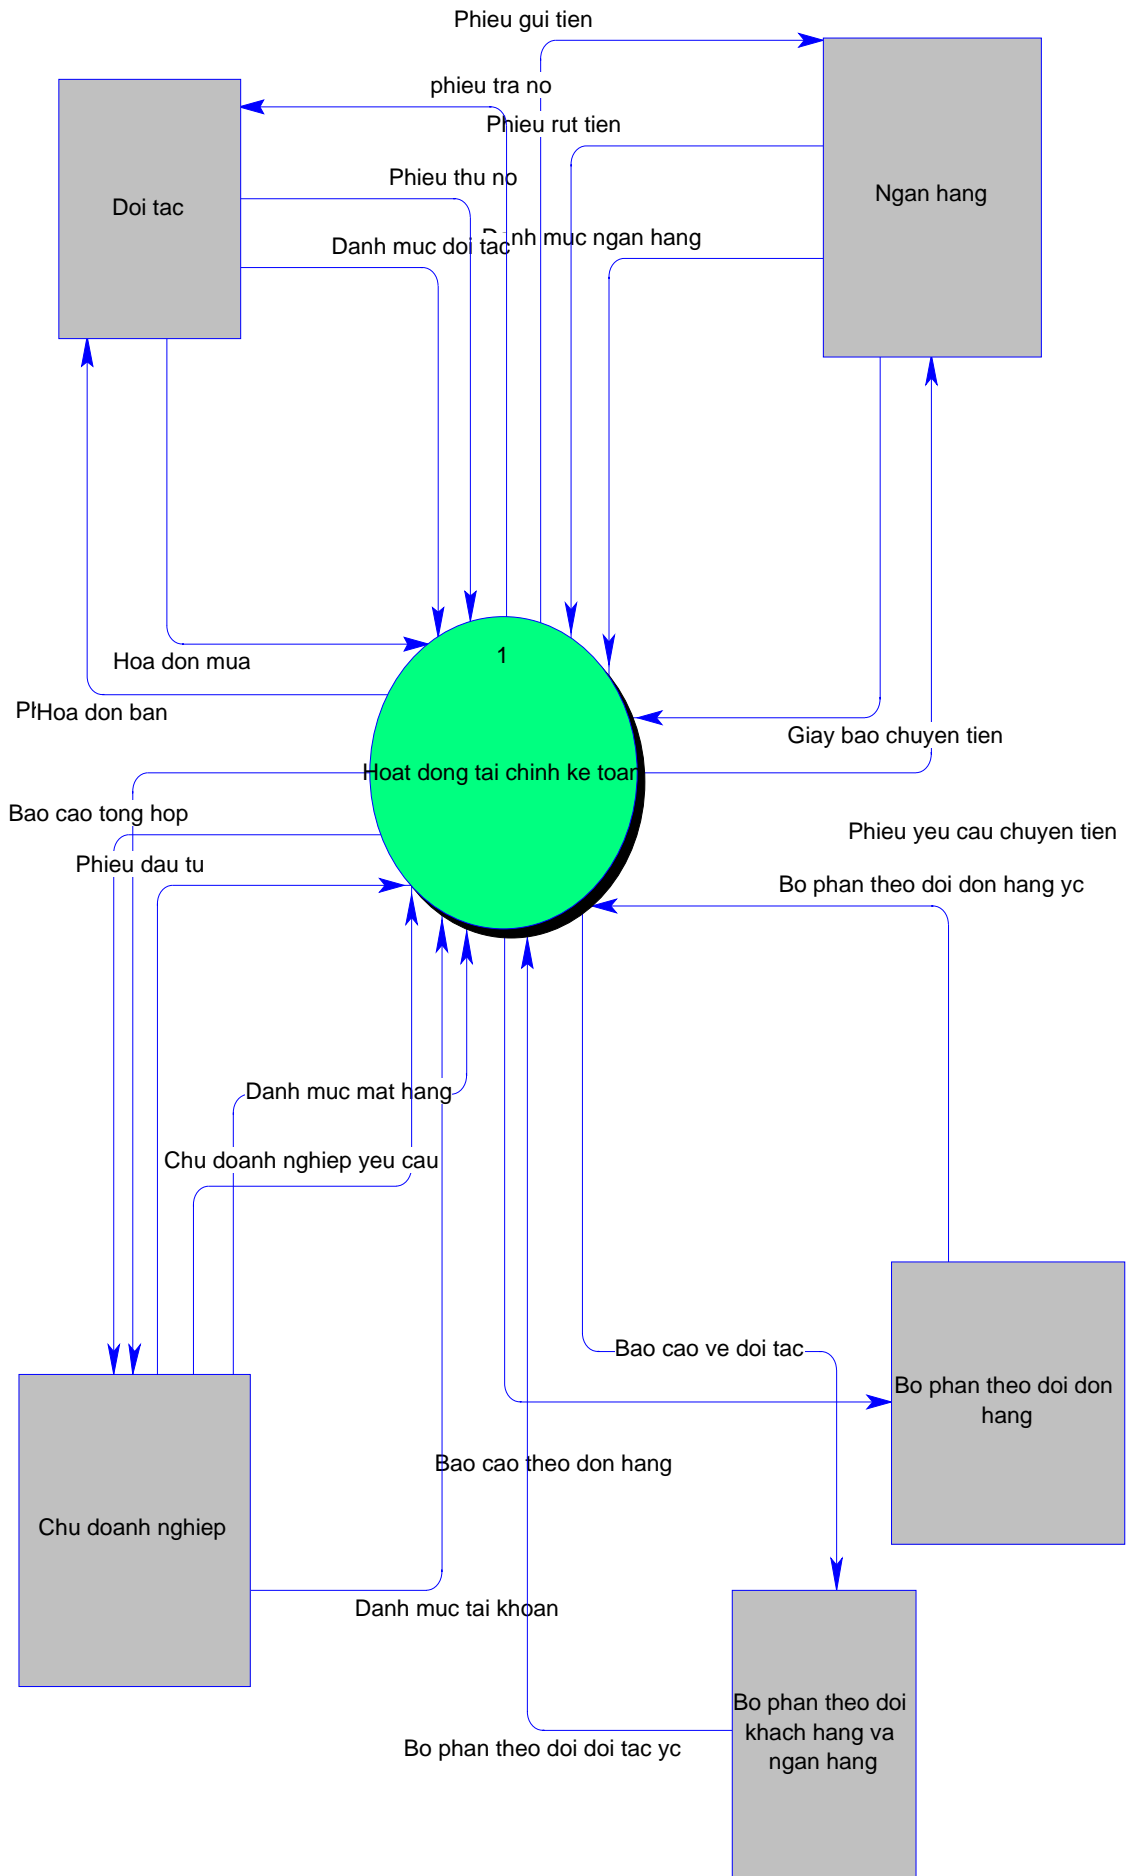 Phieu gui tien
phieu tra no
Phieu rut tien
Phieu thu no
Doi tac
Ngan hang
Danh muc doi tac
nh muc ngan hang
1
Hoa don mua
Hoa don ban
Giay bao chuyen tien
Hoat dong tai chinh ke toan
Bao cao tong hop
Phieu yeu cau chuyen tien
Phieu dau tu
Bo phan theo doi don hang yc
Danh muc mat hang
Chu doanh nghiep yeu cau
Bao cao ve doi tac
Bo phan theo doi don
hang
Bao cao theo don hang
Chu doanh nghiep
Danh muc tai khoan
Bo phan theo doi
khach hang va
ngan hang
Bo phan theo doi doi tac yc